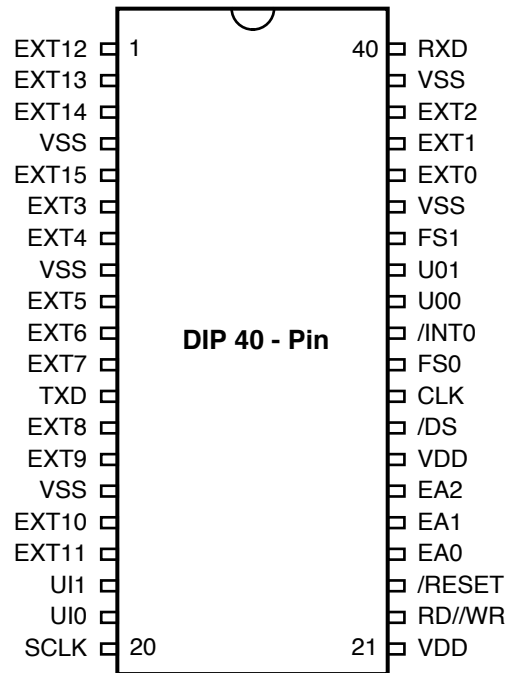 EXT12 1 40 RXD
EXT13 VSS
EXT14 EXT2
VSS EXT1
EXT15 EXT0
EXT3 VSS
EXT4 FS1
VSS U01
EXT5 U00
EXT6 /INT0
EXT7 DIP 40 - Pin FS0
TXD CLK
EXT8 /DS
EXT9 VDD
VSS EA2
EXT10 EA1
EXT11 EA0
UI1 /RESET
UI0 RD//WR
SCLK 20 21 VDD